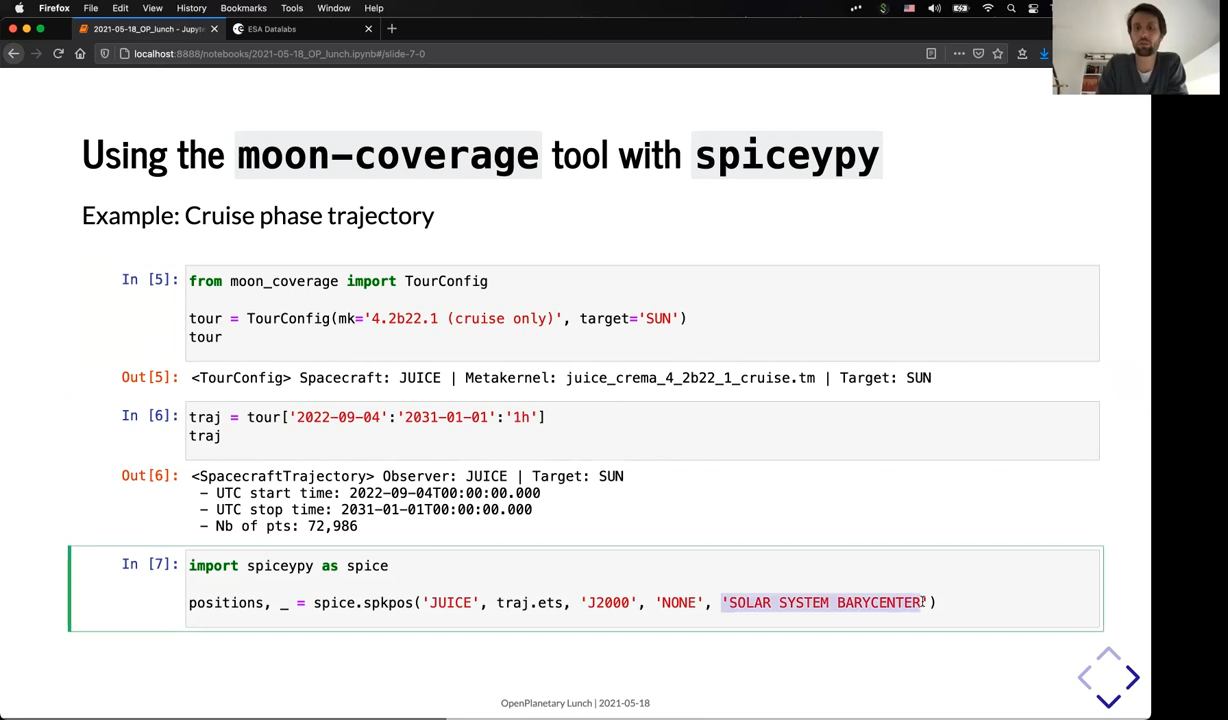 Firefox File Edit View History Bookmarks Tools Window Help
2021-05-18_OP_lunch - Jupyte
ESA Datalabs
localhost:8888/notebooks/2021-05-18_OP_lunch.ipynb#/slide-7-0
Using the moon-coverage tool with spiceypy
Example: Cruise phase trajectory
In [5]: from moon_coverage import TourConfig
tour = TourConfig(mk='4.2b22.1 (cruise only)', target='SUN')
tour
Out[5]: <TourConfig> Spacecraft: JUICE | Metakernel: juice_crema_4_2b22_1_cruise.tm | Target: SUN
In [6]: traj = tour['2022-09-04':'2031-01-01':'1h']
traj
Out[6]: <SpacecraftTrajectory> Observer: JUICE | Target: SUN
- UTC start time: 2022-09-04T00:00:00.000
- UTC stop time: 2031-01-01T00:00:00.000
- Nb of pts: 72,986
In [7]: import spiceypy as spice
positions, _ = spice.spkpos('JUICE', traj.ets, 'J2000', 'NONE', 'SOLAR SYSTEM BARYCENTER')
OpenPlanetary Lunch | 2021-05-18